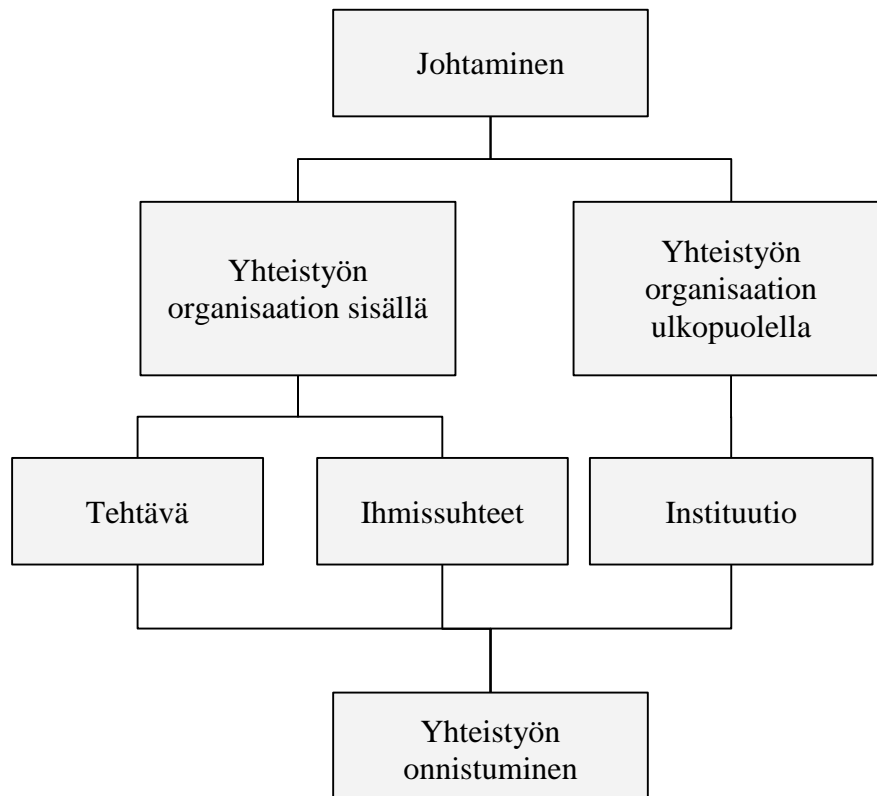 Johtaminen
Yhteistyön
organisaation sisällä
Yhteistyön
organisaation
ulkopuolella
Tehtävä
Ihmissuhteet
Instituutio
Yhteistyön
onnistuminen